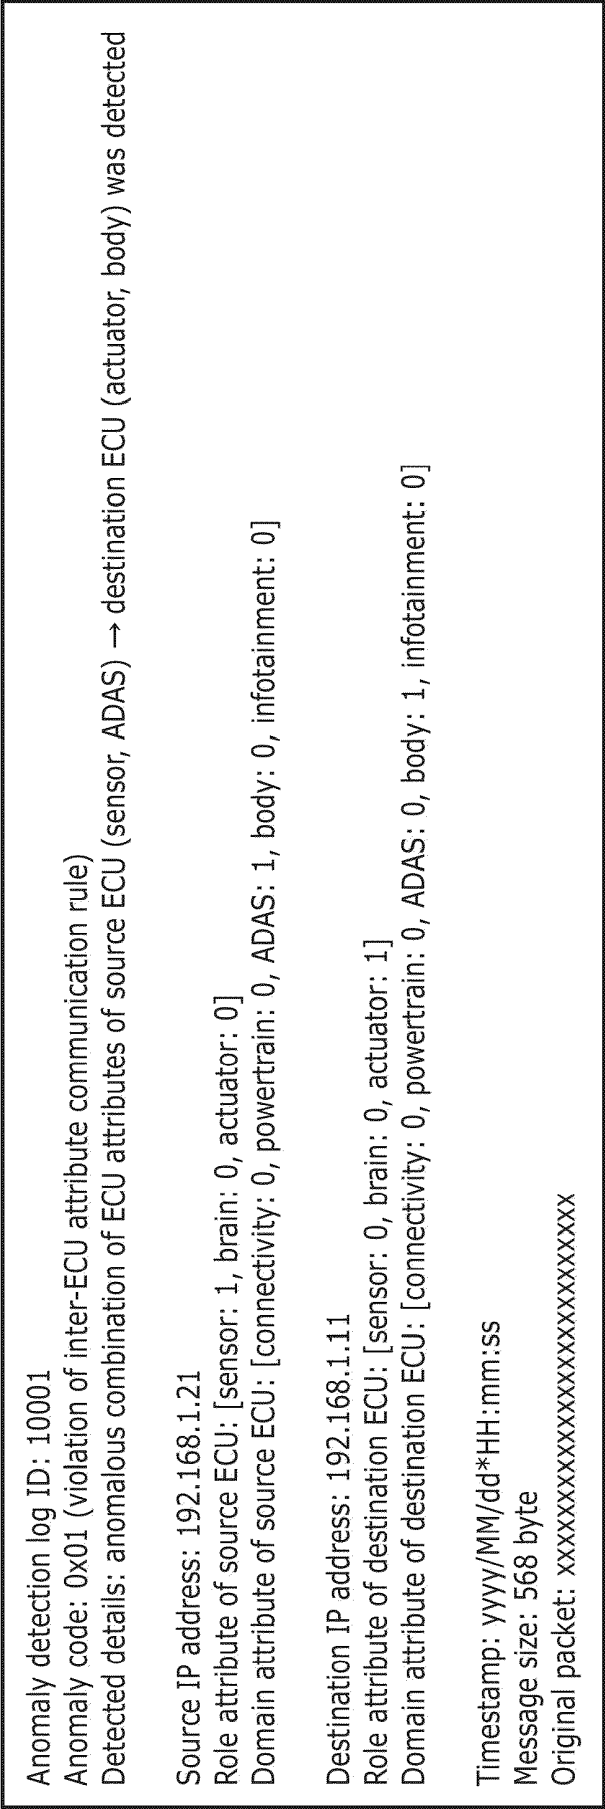 Anomaly detection log ID: 10001
Anomaly code: 0x01 (violation of inter-ECU attribute communication rule)
Detected details: anomalous combination of ECU attributes of source ECU (sensor, ADAS) → destination ECU (actuator, body) was detected
Source IP address: 192.168.1.21
Role attribute of source ECU: [sensor: 1, brain: 0, actuator: 0]
Domain attribute of source ECU: [connectivity: 0, powertrain: 0, ADAS: 1, body: 0, infotainment: 0]
Destination IP address: 192.168.1.11
Role attribute of destination ECU: [sensor: 0, brain: 0, actuator: 1]
Domain attribute of destination ECU: [connectivity: 0, powertrain: 0, ADAS: 0, body: 1, infotainment: 0]
Timestamp: yyyy/MM/dd*HH:mm:ss
Message size: 568 byte
Original packet: xxxxxxxxxxxxxxxxxxxxxxxxxxxxxx